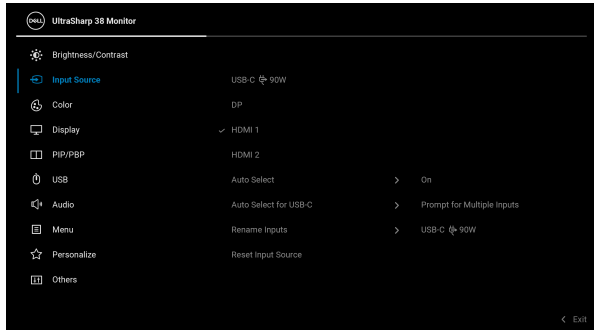 DELL UltraSharp 38 Monitor
Brightness/Contrast
Input Source USB-C 90W
Color DP
Display ✓ HDMI 1
PIP/PBP HDMI 2
USB Auto Select > On
Audio Auto Select for USB-C > Prompt for Multiple Inputs
Menu Rename Inputs > USB-C 90W
Personalize Reset Input Source
Others
< Exit